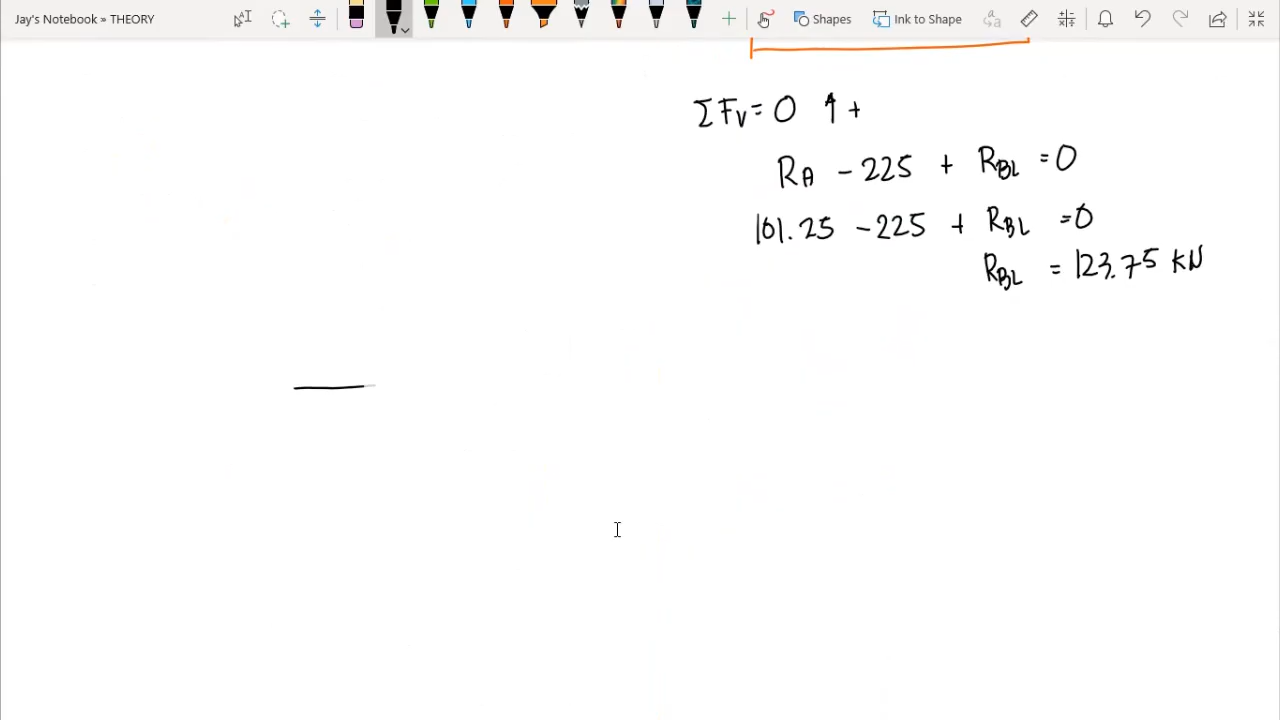 Jay's Notebook » THEORY
Shapes
Ink to Shape
ΣFv = 0 ↑ +
RA - 225 + RBL = 0
101.25 - 225 + RBL = 0
RBL = 123.75 KN